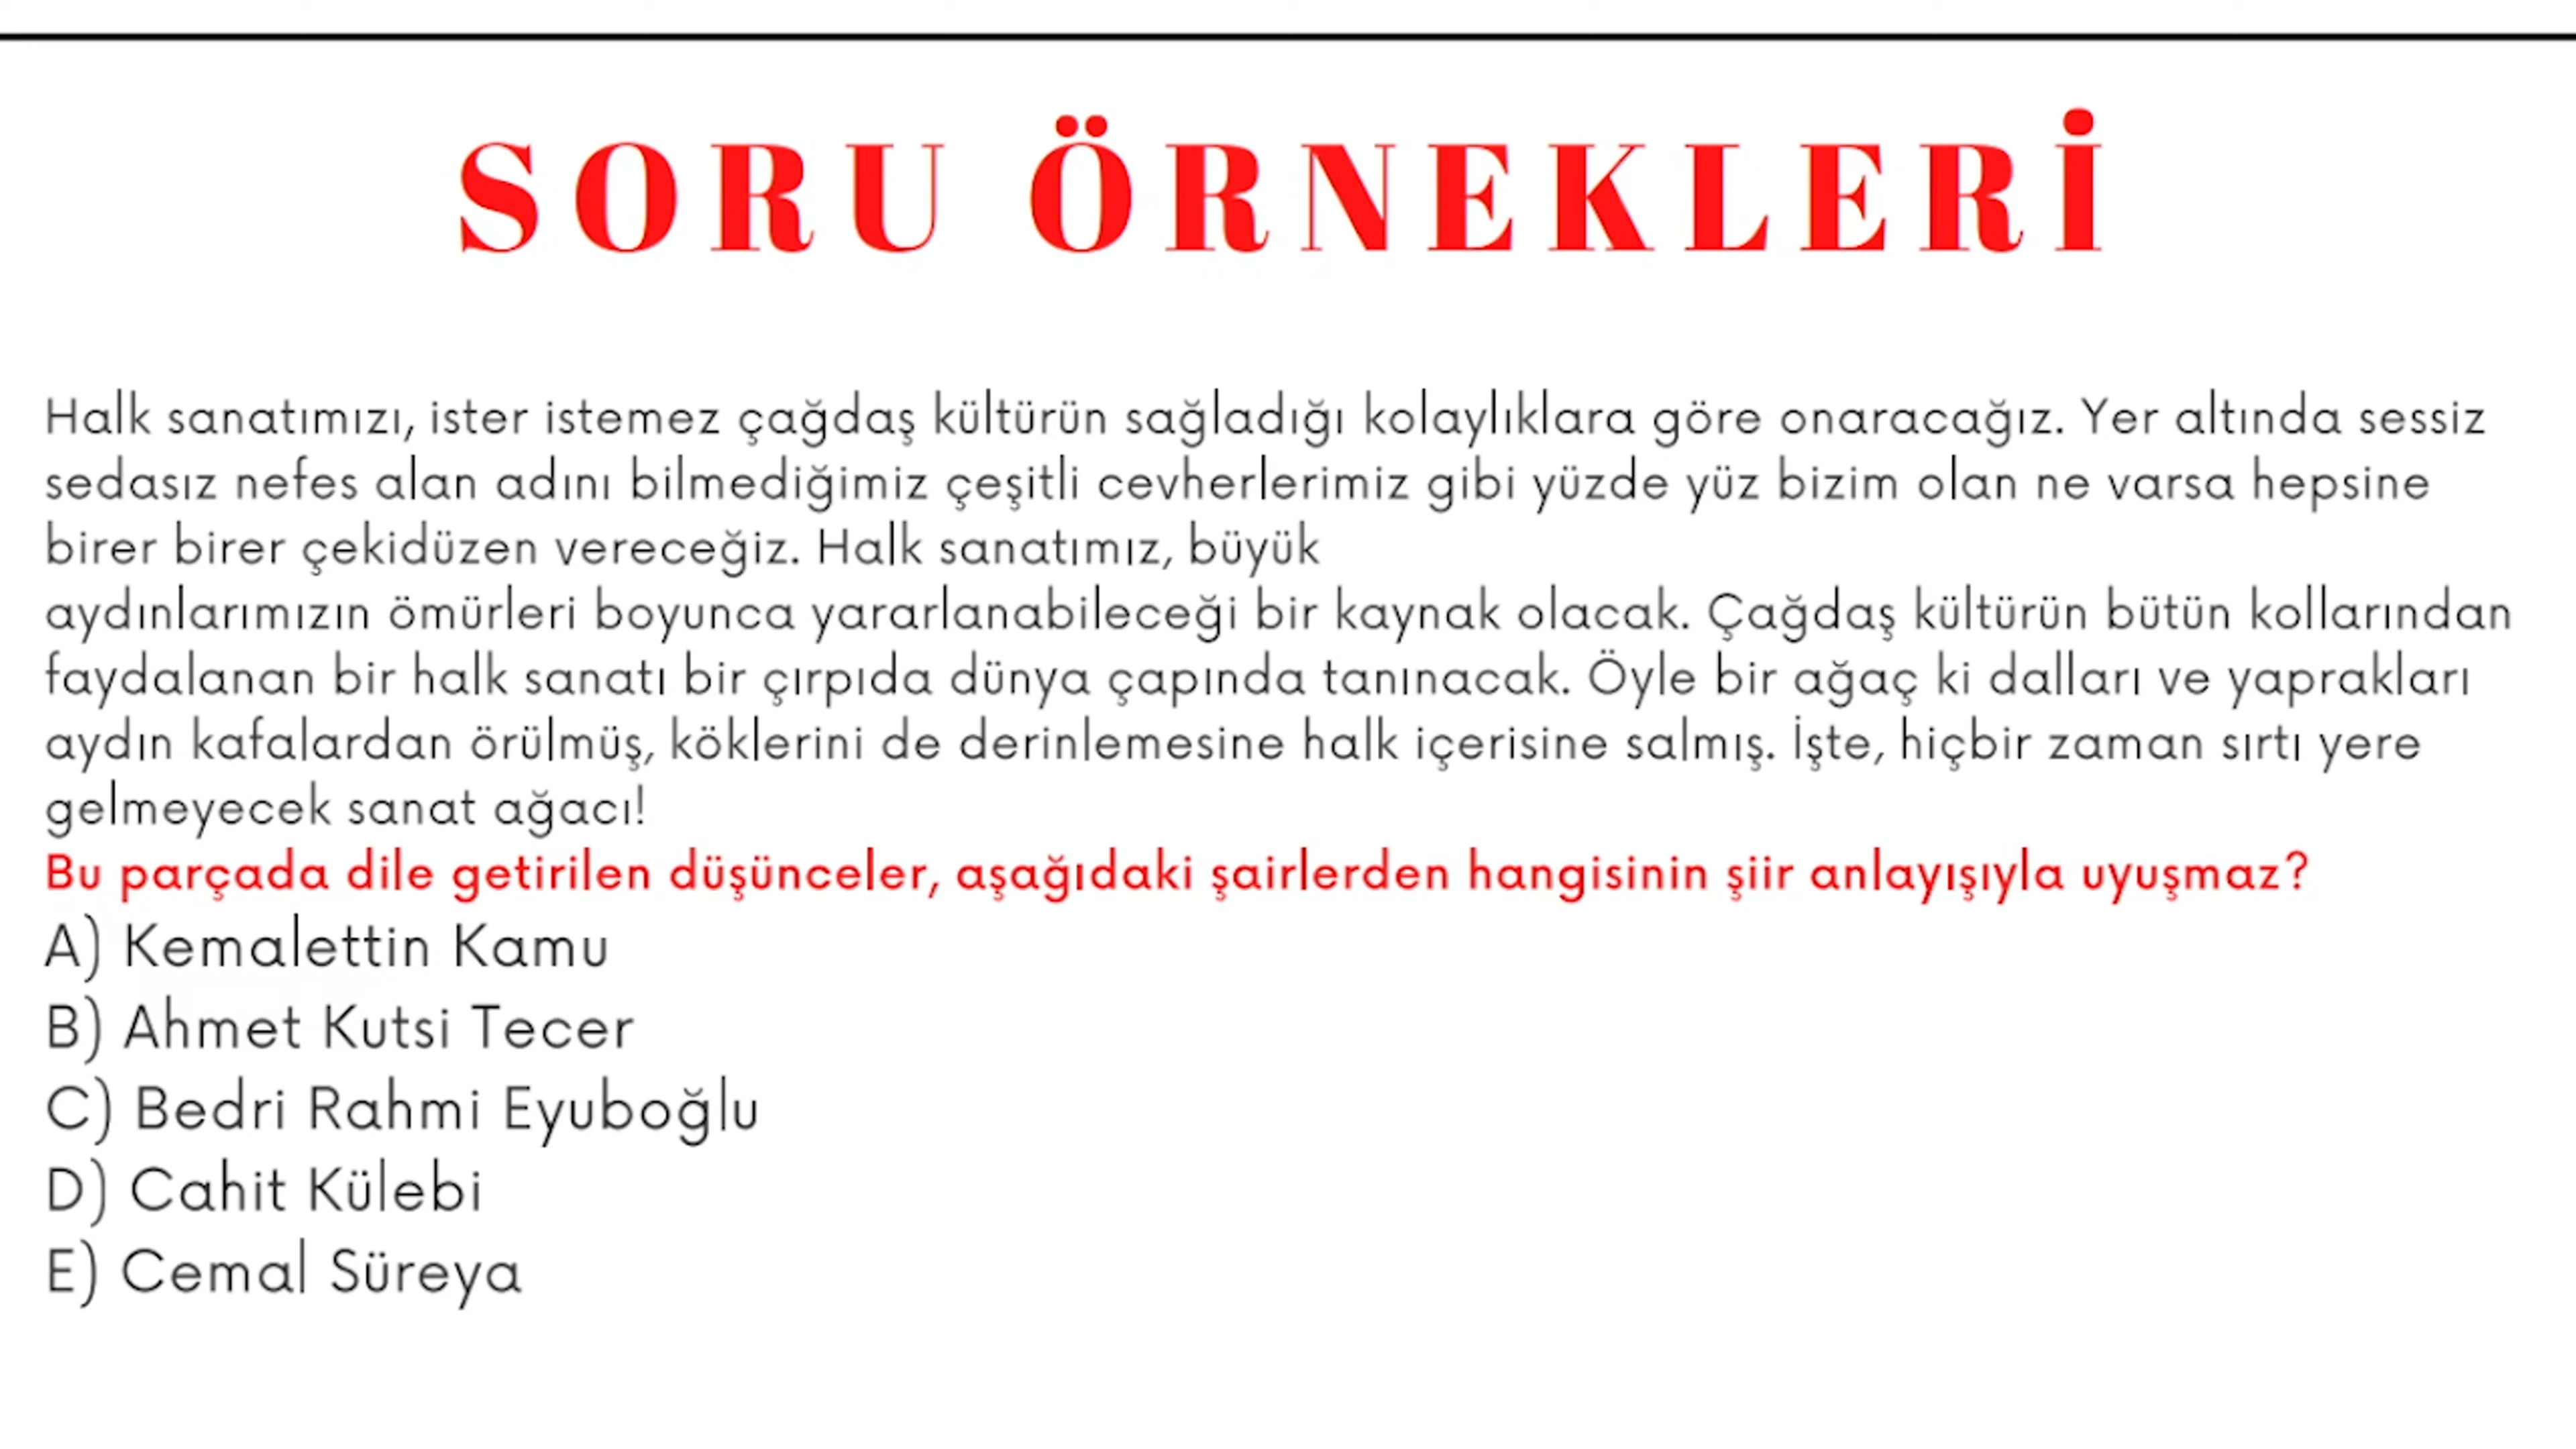 SORU ÖRNEKLERİ
Halk sanatımızı, ister istemez çağdaş kültürün sağladığı kolaylıklara göre onaracağız. Yer altında sessiz
sedasız nefes alan adını bilmediğimiz çeşitli cevherlerimiz gibi yüzde yüz bizim olan ne varsa hepsine
birer birer çekidüzen vereceğiz. Halk sanatımız, büyük
aydınlarımızın ömürleri boyunca yararlanabileceği bir kaynak olacak. Çağdaş kültürün bütün kollarından
faydalanan bir halk sanatı bir çırpıda dünya çapında tanınacak. Öyle bir ağaç ki dalları ve yaprakları
aydın kafalardan örülmüş, köklerini de derinlemesine halk içerisine salmış. İşte, hiçbir zaman sırtı yere
gelmeyecek sanat ağacı!
Bu parçada dile getirilen düşünceler, aşağıdaki şairlerden hangisinin şiir anlayışıyla uyuşmaz?
A) Kemalettin Kamu
B) Ahmet Kutsi Tecer
C) Bedri Rahmi Eyuboğlu
D) Cahit Külebi
E) Cemal Süreya